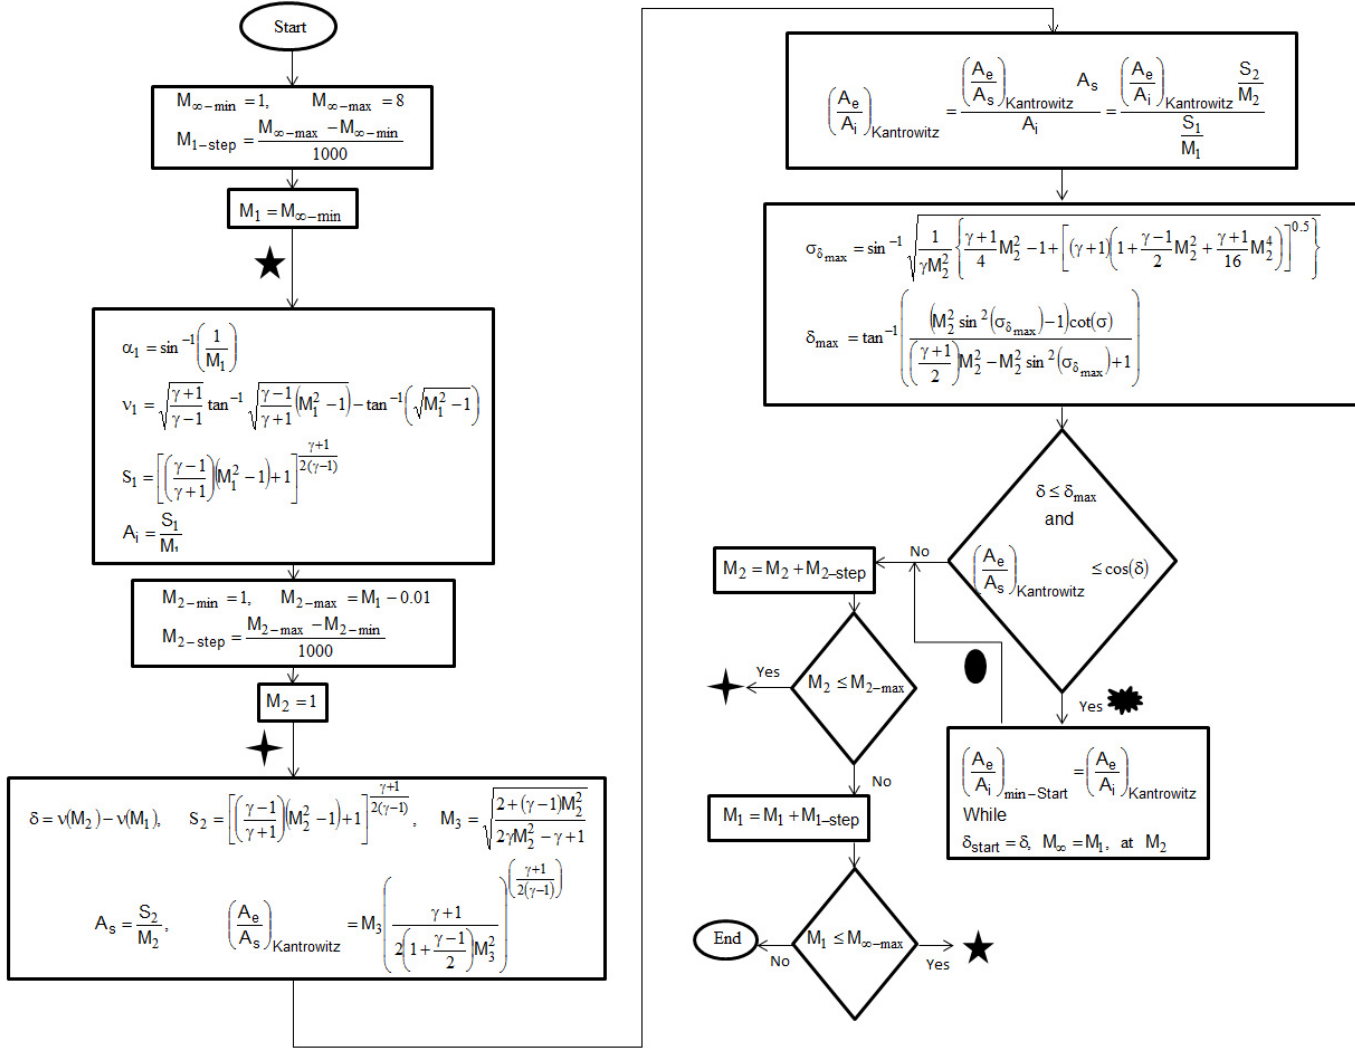 Start
M∞−min = 1, M∞−max = 8
M1−step = (M∞−max − M∞−min)/1000
M1 = M∞−min
α1 = sin⁻¹(1/M1)
ν1 = √((γ+1)/(γ−1)) tan⁻¹ √((γ−1)/(γ+1) (M1² − 1)) − tan⁻¹(√(M1² − 1))
S1 = [((γ−1)/(γ+1))(M1² − 1) + 1]^((γ+1)/(2(γ−1)))
Ai = S1/M1
M2−min = 1, M2−max = M1 − 0.01
M2−step = (M2−max − M2−min)/1000
M2 = 1
δ = ν(M2) − ν(M1), S2 = [((γ−1)/(γ+1))(M2² − 1) + 1]^((γ+1)/(2(γ−1))), M3 = √((2 + (γ−1)M2²)/(2γM2² − γ + 1))
As = S2/M2, (Ae/As)Kantrowitz = M3((γ+1)/(2(1 + (γ−1)/2)M3²))^((γ+1)/(2(γ−1)))
(Ae/Ai)Kantrowitz = ((Ae/As)Kantrowitz As)/Ai = ((Ae/Ai)Kantrowitz S2/M2)/(S1/M1)
σδmax = sin⁻¹ √(1/(γM2²) {(γ+1)/4 M2² − 1 + [(γ+1)(1 + (γ−1)/2 M2² + (γ+1)/16 M2⁴)]^0.5})
δmax = tan⁻¹(((M2² sin²(σδmax) − 1)cot(σ))/(((γ+1)/2)M2² − M2² sin²(σδmax) + 1))
δ ≤ δmax
and
(Ae/As)Kantrowitz ≤ cos(δ)
No
M2 = M2 + M2−step
Yes
M2 ≤ M2−max
Yes
(Ae/Ai)min−Start = (Ae/Ai)Kantrowitz
While
δstart = δ, M∞ = M1, at M2
No
M1 = M1 + M1−step
M1 ≤ M∞−max
End
No
Yes